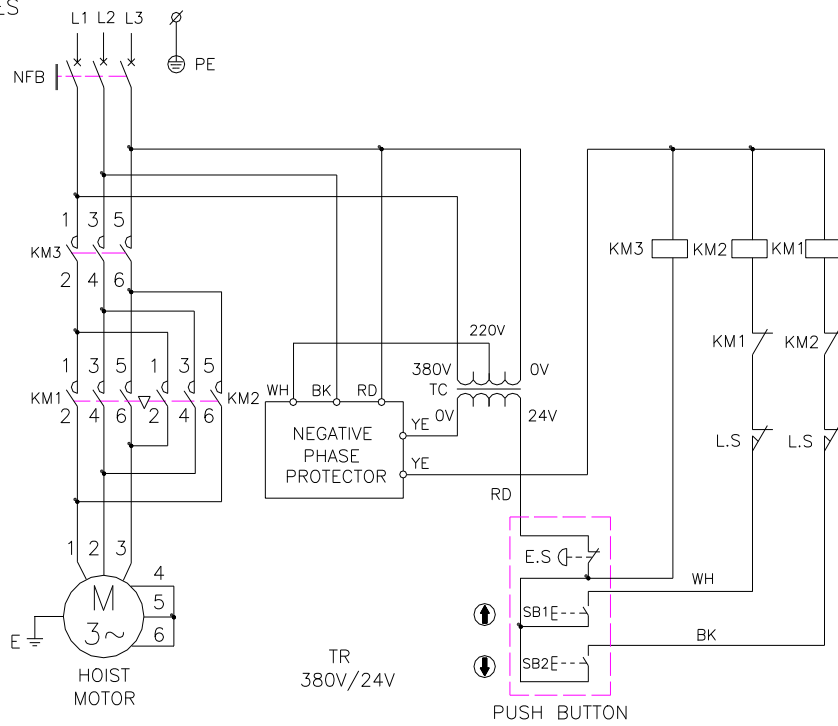 ES
L1 L2 L3
PE
NFB
1 3 5
KM3
2 4 6
KM3 KM2 KM1
220V
KM1 KM2
1 3 5 1 3 5
380V 0V
WH BK RD TC
KM1 KM2
2 4 6 2 4 6
0V 24V
YE
NEGATIVE
PHASE
PROTECTOR
YE
L.S L.S
RD
1 2 3
E.S
4
WH
M
3~
5
SB1
6
BK
E
TR
380V/24V
SB2
HOIST
MOTOR
PUSH BUTTON